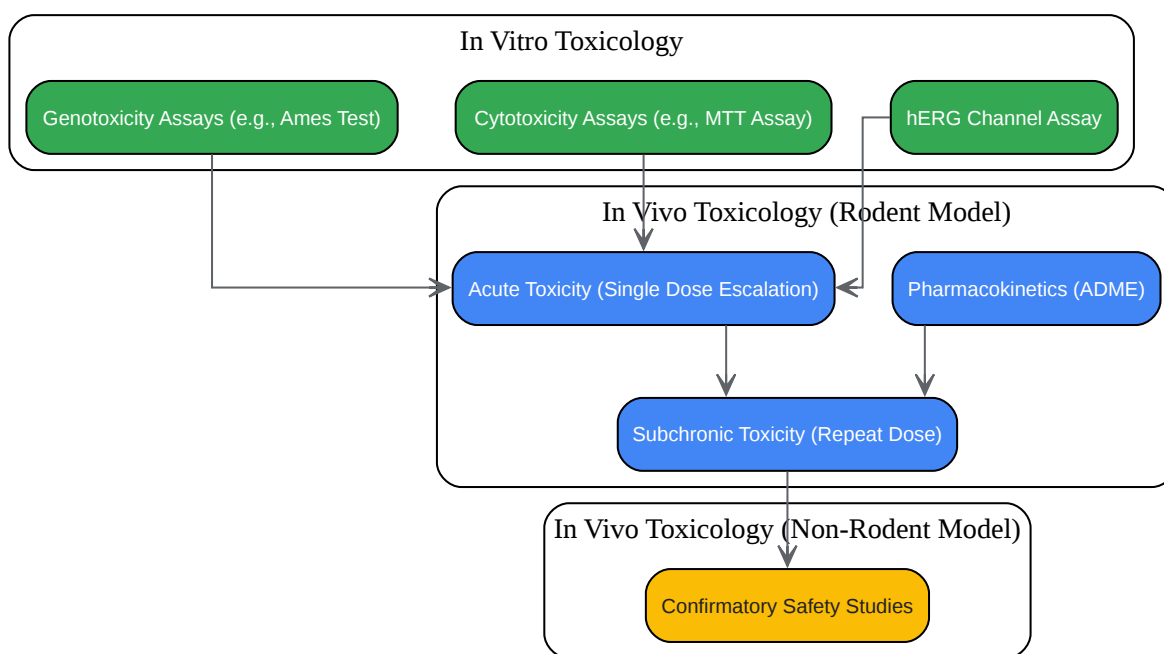 In Vitro Toxicology
Genotoxicity Assays (e.g., Ames Test)
Cytotoxicity Assays (e.g., MTT Assay)
hERG Channel Assay
In Vivo Toxicology (Rodent Model)
Acute Toxicity (Single Dose Escalation)
Pharmacokinetics (ADME)
Subchronic Toxicity (Repeat Dose)
In Vivo Toxicology (Non-Rodent Model)
Confirmatory Safety Studies